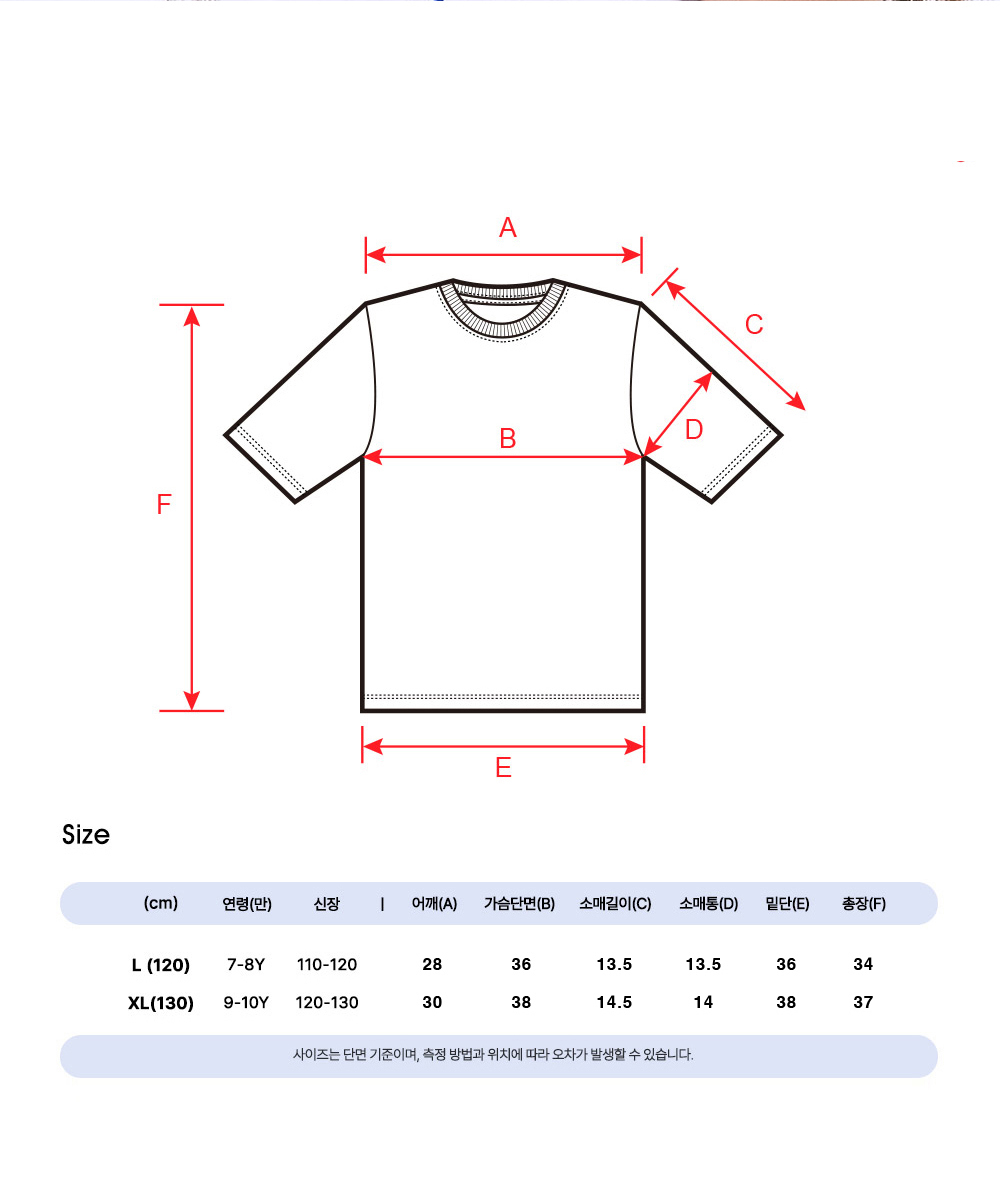 A
C
D
B
F
E
Size
(cm) 연령(만) 신장 | 어깨(A) 가슴단면(B) 소매길이(C) 소매통(D) 밑단(E) 총장(F)
L (120) 7-8Y 110-120 28 36 13.5 13.5 36 34
XL(130) 9-10Y 120-130 30 38 14.5 14 38 37
사이즈는 단면 기준이며, 측정 방법과 위치에 따라 오차가 발생할 수 있습니다.